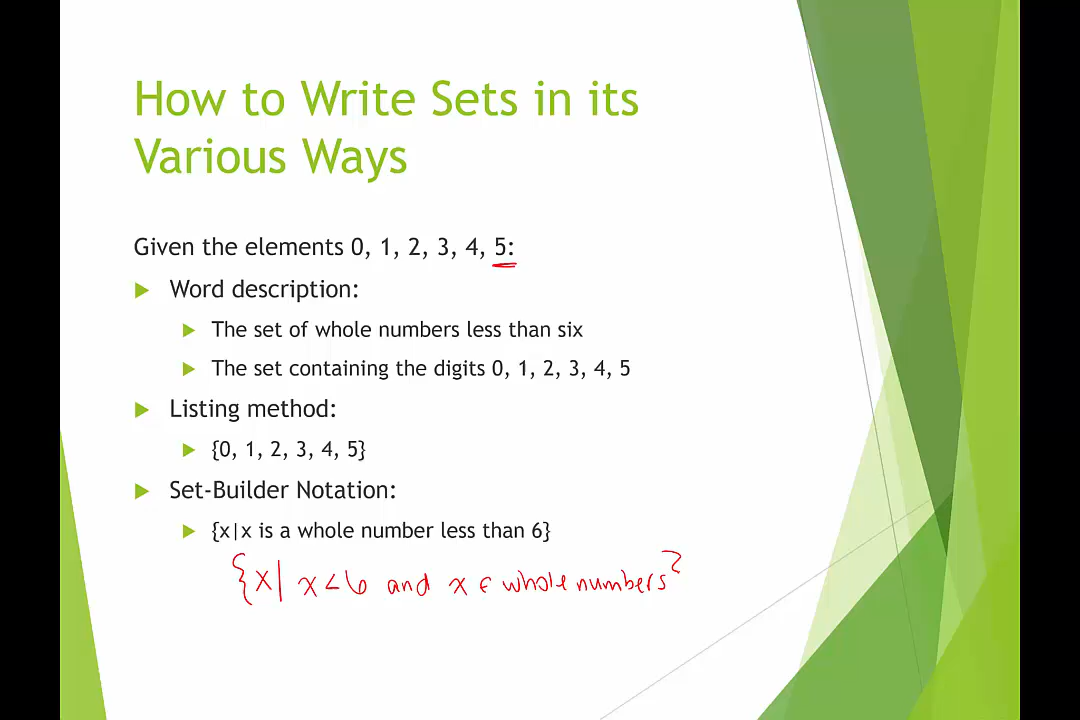 How to Write Sets in its
Various Ways
Given the elements 0, 1, 2, 3, 4, 5:
Word description:
The set of whole numbers less than six
The set containing the digits 0, 1, 2, 3, 4, 5
Listing method:
{0, 1, 2, 3, 4, 5}
Set-Builder Notation:
{x|x is a whole number less than 6}
{x| x<6 and x ∈ whole numbers}